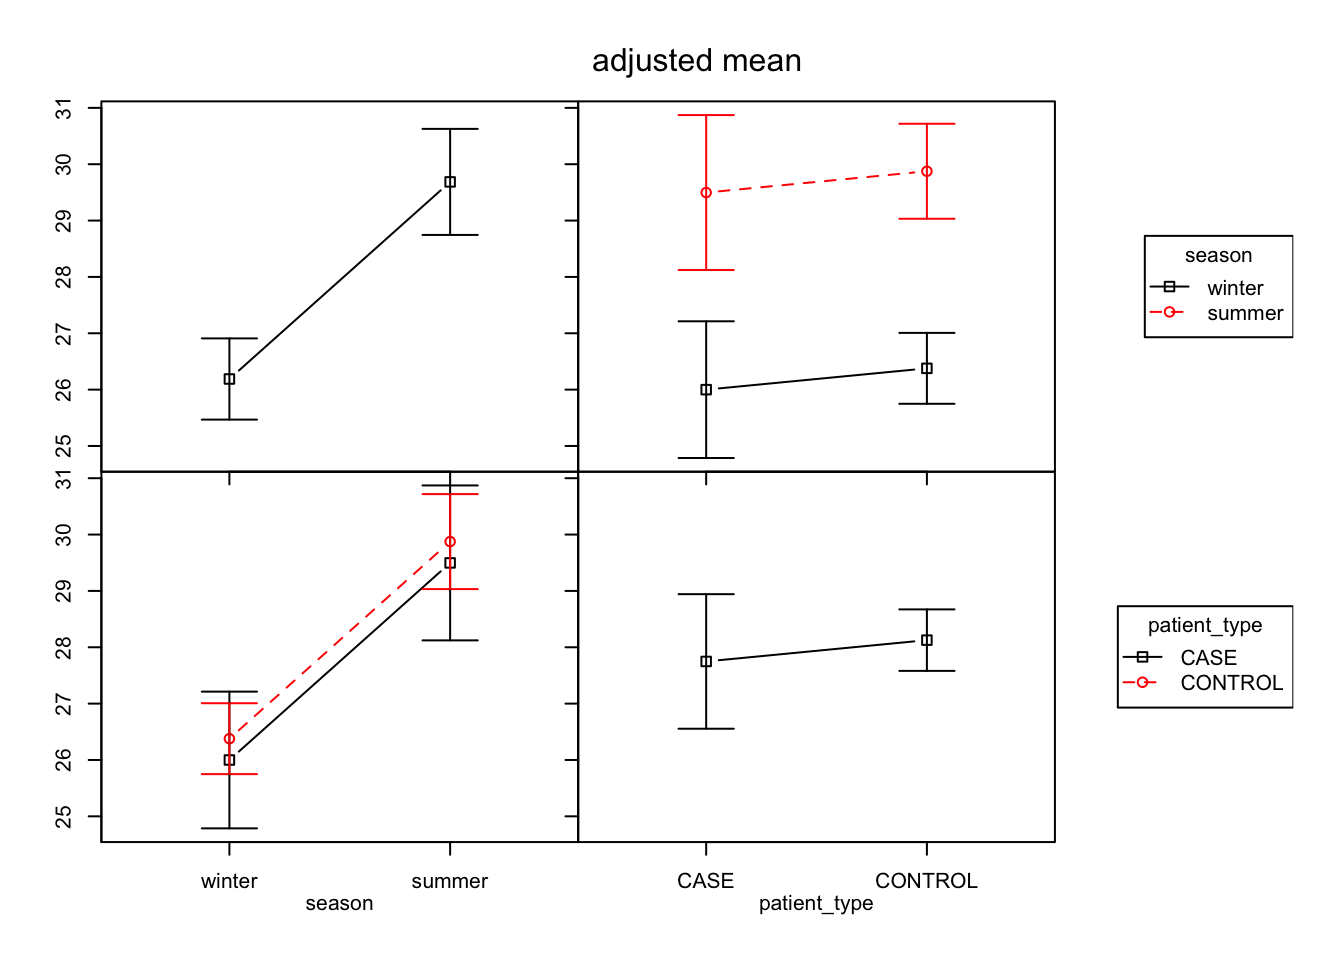 adjusted mean
31
30
29
28
27
26
25
season
winter
summer
31
30
29
28
27
26
25
patient_type
CASE
CONTROL
winter summer CASE CONTROL
season patient_type